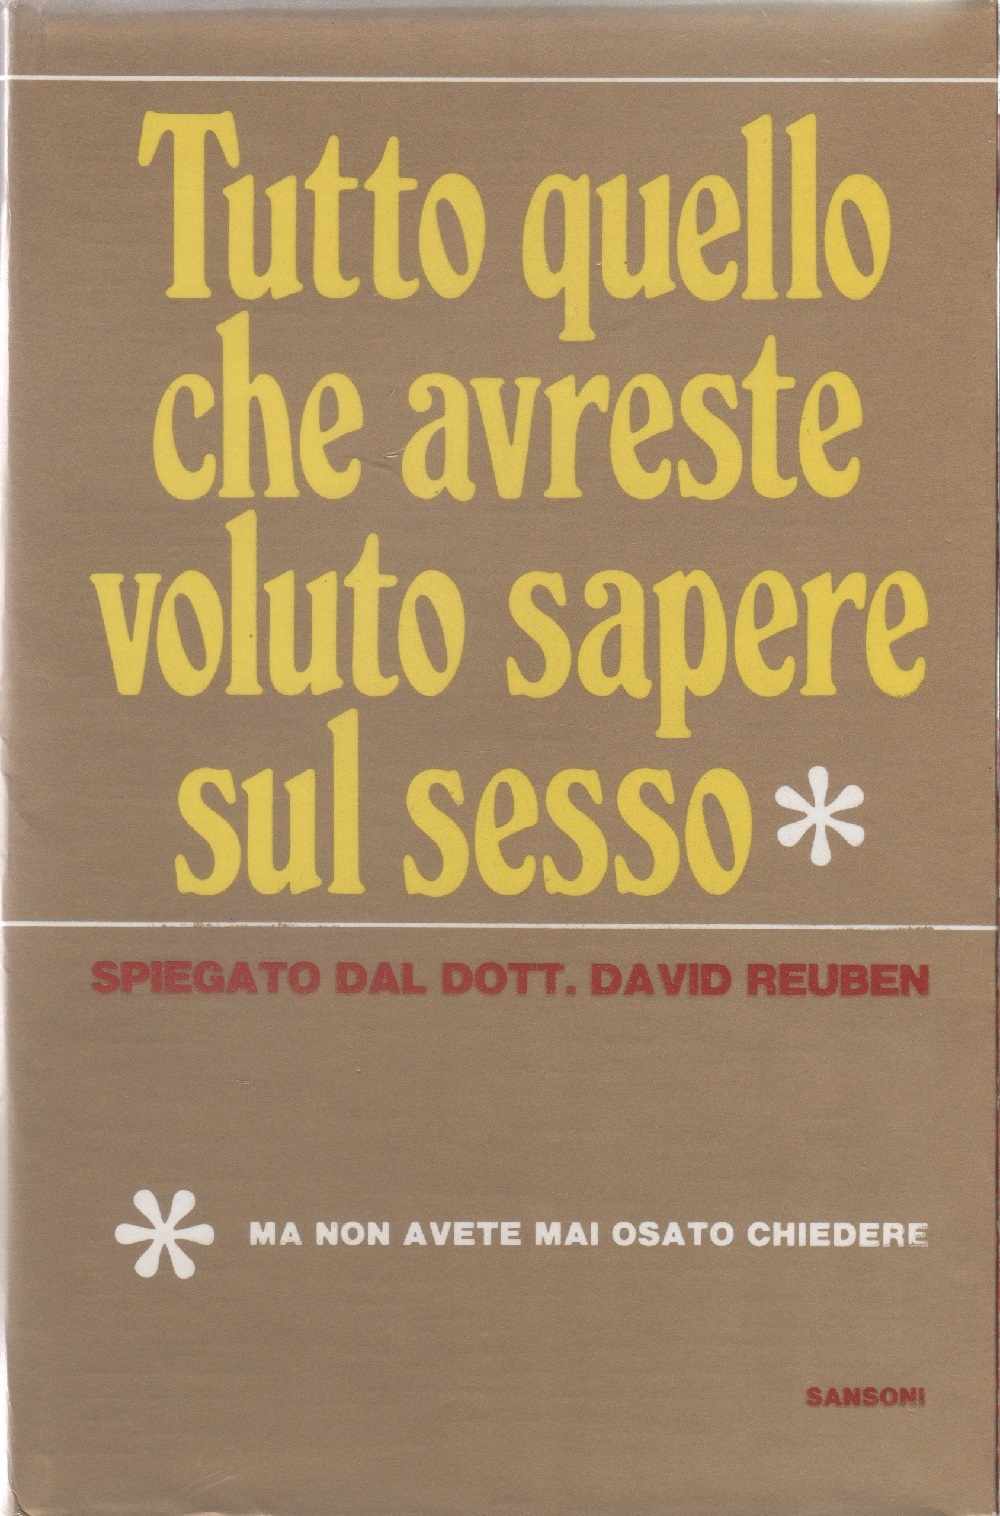 Tutto quello
che avreste
voluto sapere
sul sesso*
SPIEGATO DAL DOTT. DAVID REUBEN
* MA NON AVETE MAI OSATO CHIEDERE
SANSONI